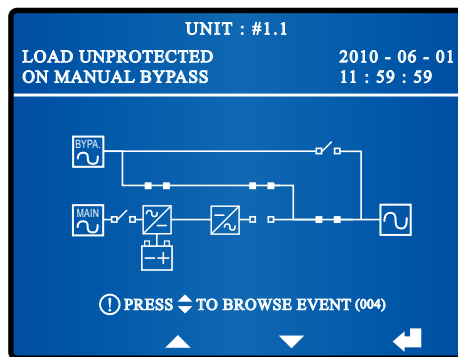 UNIT : #1.1
LOAD UNPROTECTED 2010 - 06 - 01
ON MANUAL BYPASS 11 : 59 : 59
BYPA.
MAIN
! PRESS TO BROWSE EVENT (004)